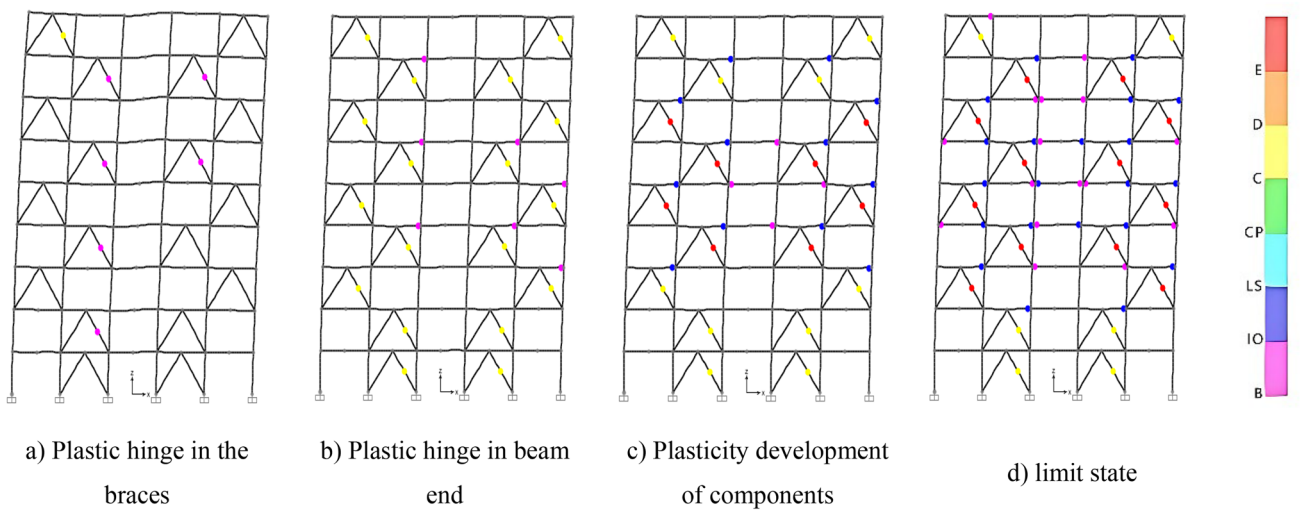 E
D
C
CP
LS
IO
B
z
x
z
x
z
x
z
x
a) Plastic hinge in the
braces
b) Plastic hinge in beam
end
c) Plasticity development
of components
d) limit state